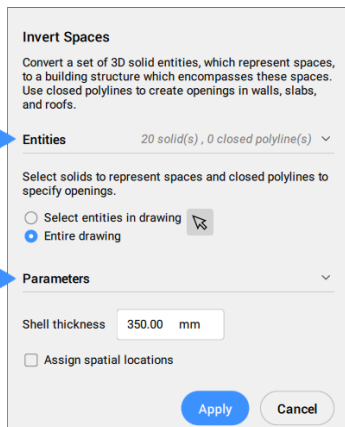 Invert Spaces
Convert a set of 3D solid entities, which represent spaces,
to a building structure which encompasses these spaces.
Use closed polylines to create openings in walls, slabs,
and roofs.
Entities 20 solid(s) , 0 closed polyline(s)
Select solids to represent spaces and closed polylines to
specify openings.
Select entities in drawing
Entire drawing
Parameters
Shell thickness 350.00 mm
Assign spatial locations
Apply Cancel